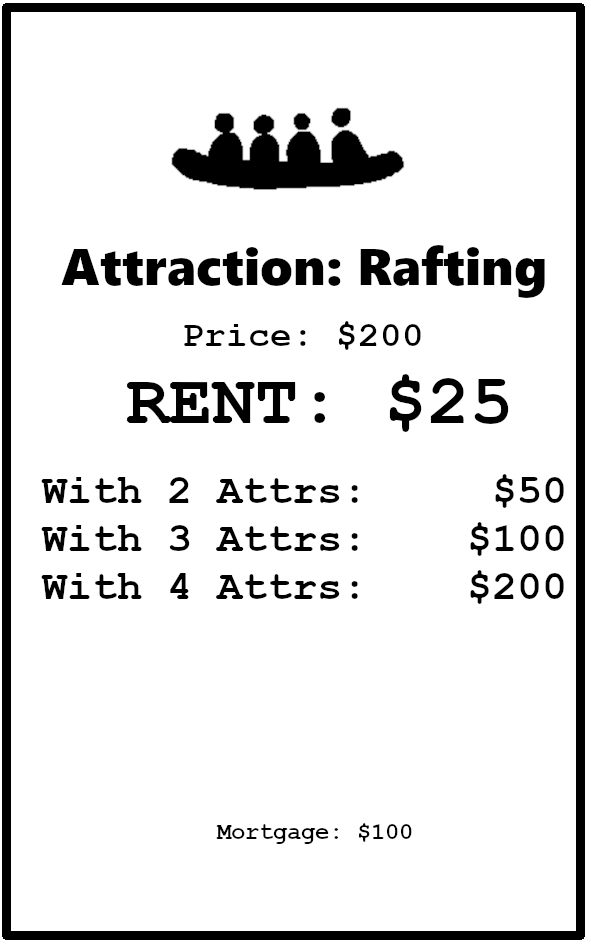 Attraction: Rafting
Price: $200
RENT: $25
With 2 Attrs: $50
With 3 Attrs: $100
With 4 Attrs: $200
Mortgage: $100